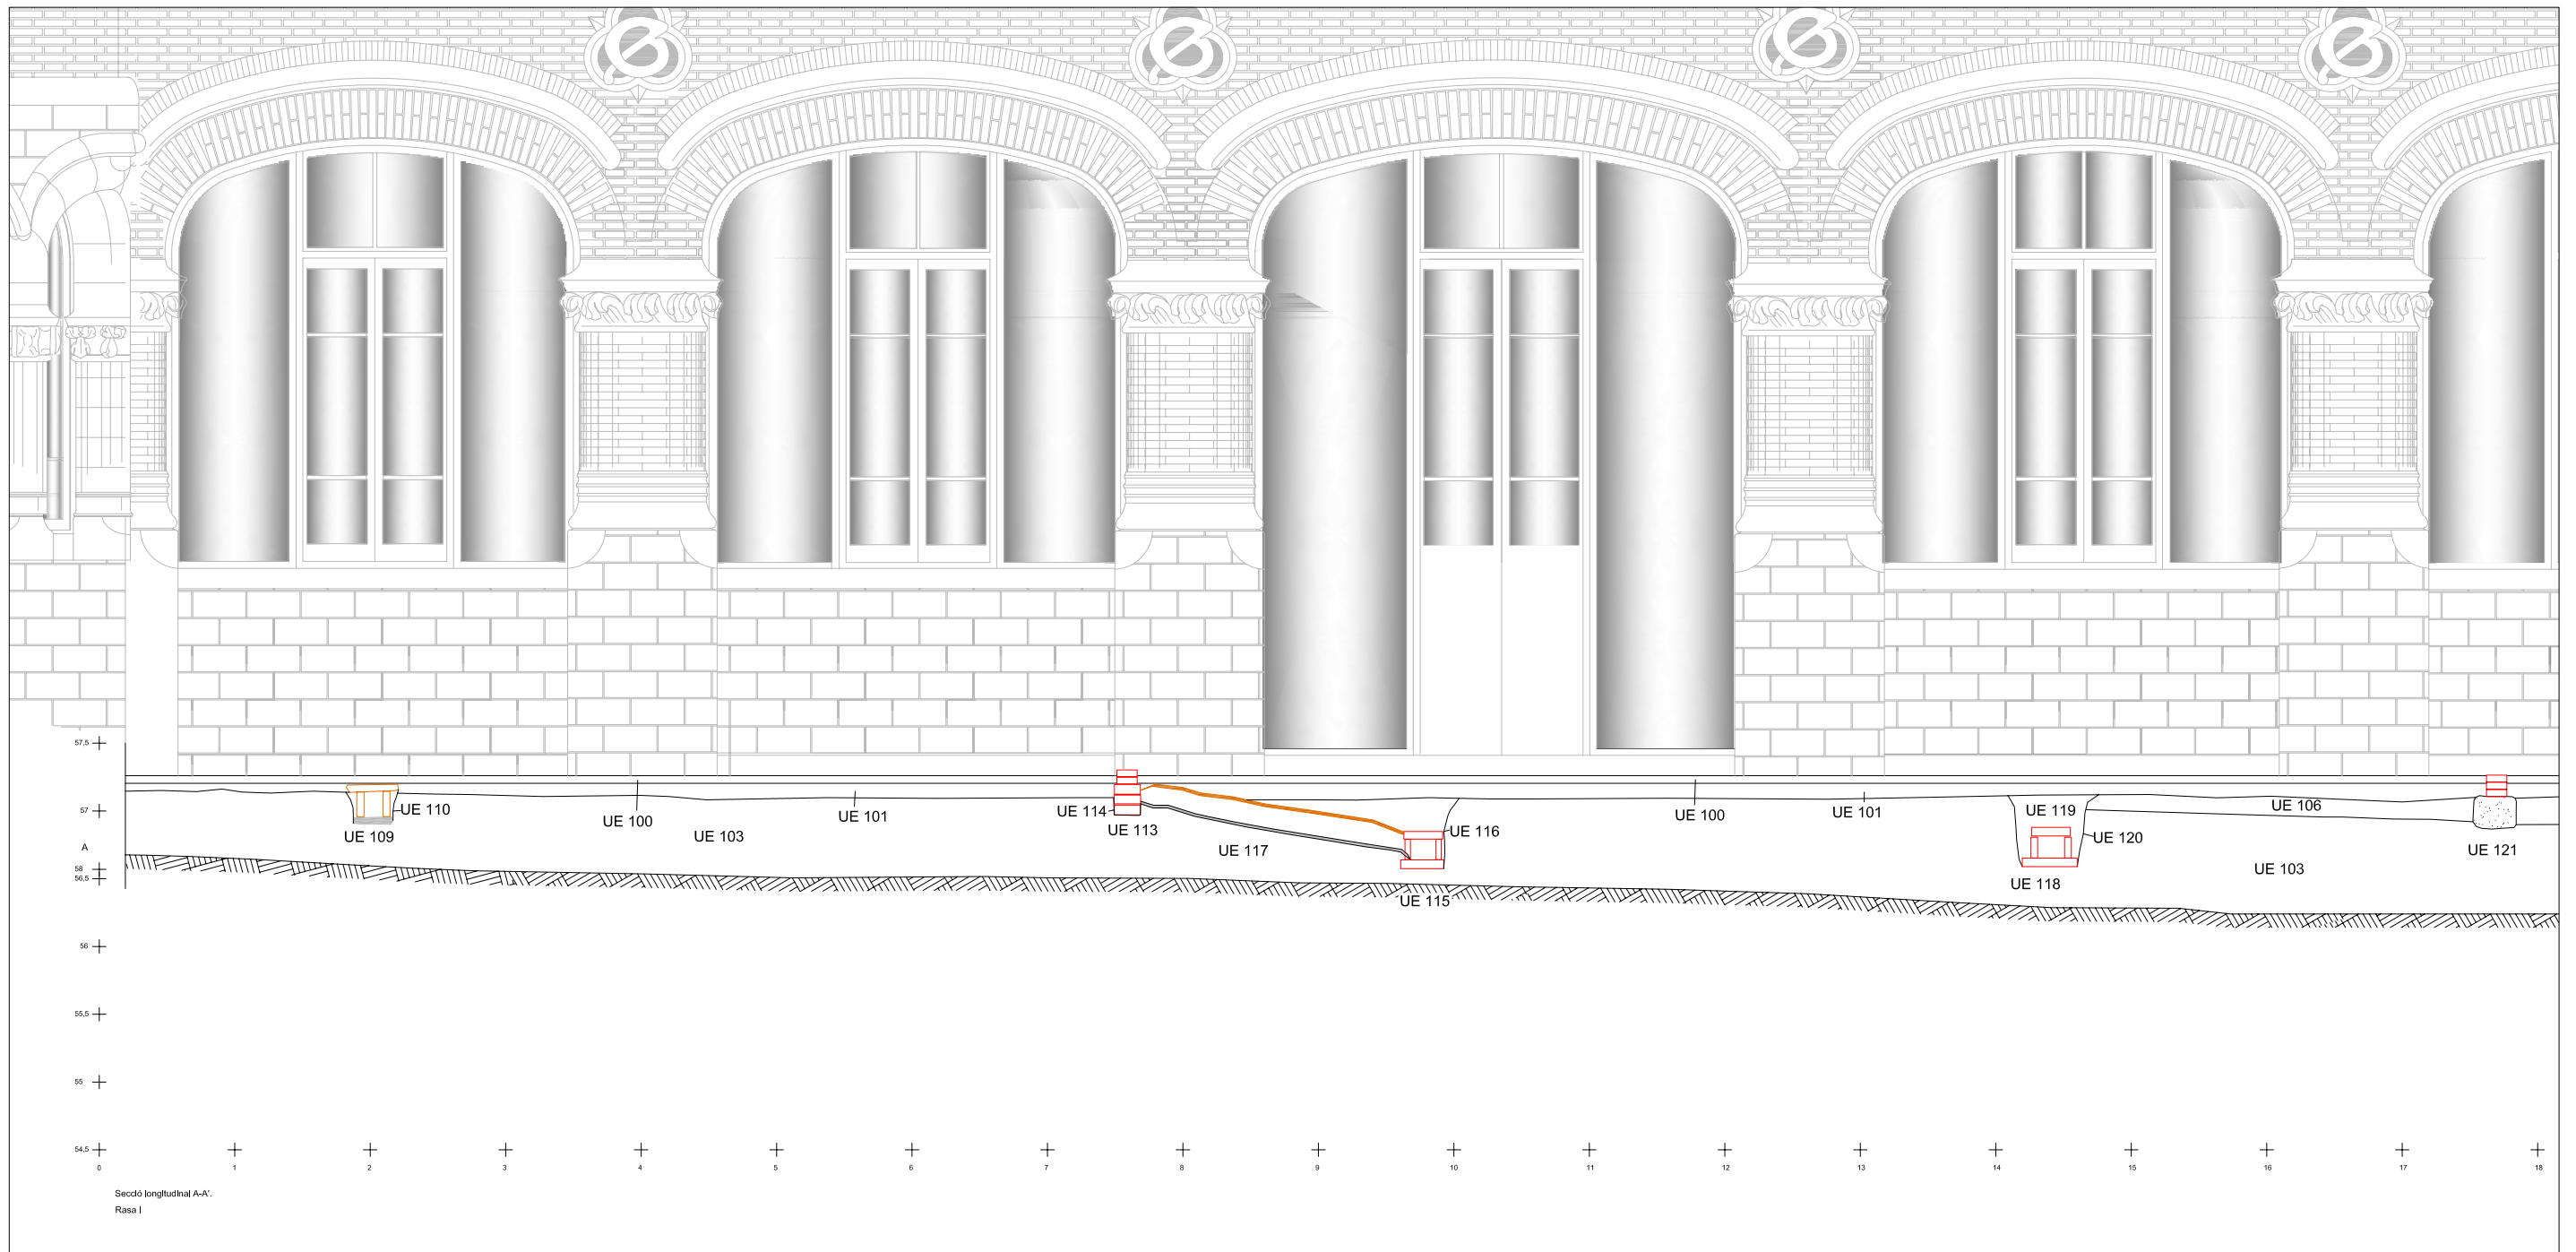 57,5
57
A
58
56,5
56
55,5
55
54,5
UE 110
UE 109
UE 100
UE 103
UE 101
UE 114
UE 113
UE 117
UE 116
UE 115
UE 100
UE 101
UE 119
UE 120
UE 118
UE 106
UE 103
UE 121
0 1 2 3 4 5 6 7 8 9 10 11 12 13 14 15 16 17 18
Secció longitudinal A-A'.
Rasa I